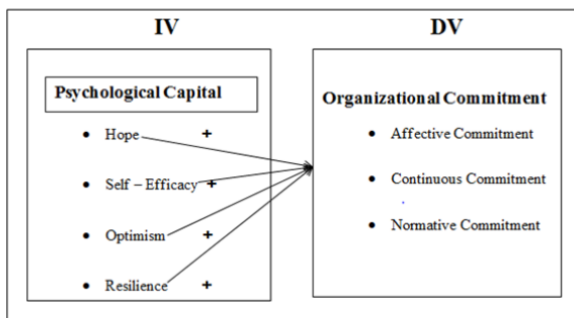 IV
DV
Psychological Capital
• Hope +
• Self – Efficacy +
• Optimism +
• Resilience +
Organizational Commitment
• Affective Commitment
• Continuous Commitment
• Normative Commitment